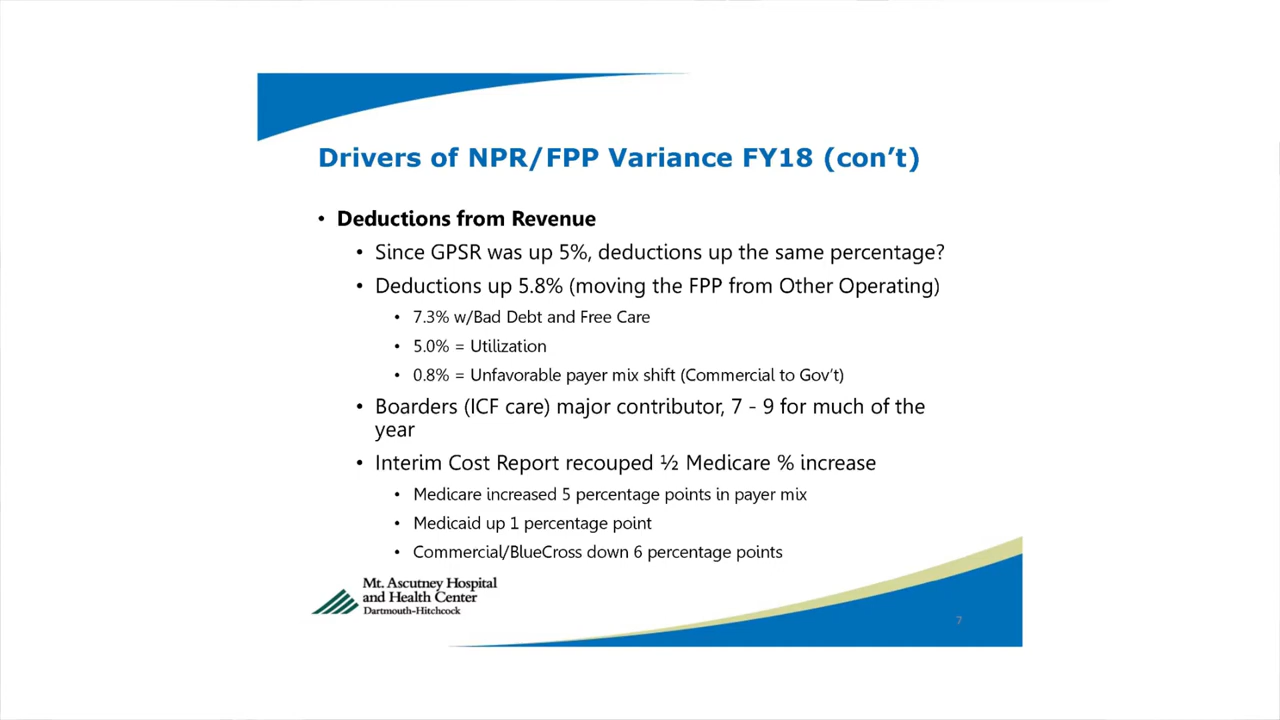 Drivers of NPR/FPP Variance FY18 (con’t)
• Deductions from Revenue
• Since GPSR was up 5%, deductions up the same percentage?
• Deductions up 5.8% (moving the FPP from Other Operating)
• 7.3% w/Bad Debt and Free Care
• 5.0% = Utilization
• 0.8% = Unfavorable payer mix shift (Commercial to Gov’t)
• Boarders (ICF care) major contributor, 7 - 9 for much of the
year
• Interim Cost Report recouped ½ Medicare % increase
• Medicare increased 5 percentage points in payer mix
• Medicaid up 1 percentage point
• Commercial/BlueCross down 6 percentage points
Mt. Ascutney Hospital
and Health Center
Dartmouth-Hitchcock
7